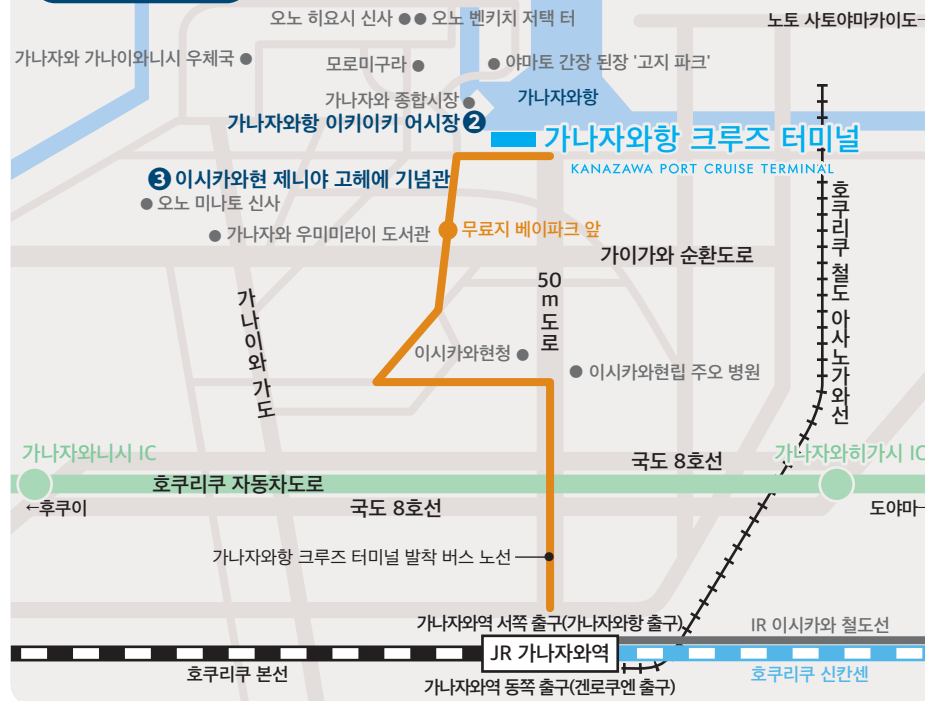 오노 히요시 신사
오노 벤키치 저택 터
노토 사토야마카이도
가나자와 가나이와니시 우체국
모로미구라
야마토 간장 된장 '고지 파크'
가나자와 종합시장
가나자와항
가나자와항 이키이키 어시장 2
가나자와항 크루즈 터미널
KANAZAWA PORT CRUISE TERMINAL
3 이시카와현 제니야 고헤에 기념관
오노 미나토 신사
가나자와 우미미라이 도서관
무료지 베이파크 앞
가이가와 순환도로
호쿠리쿠 철도 아사노가와선
50m 도로
가나이와 가도
이시카와현청
이시카와현립 주오 병원
가나자와니시 IC
국도 8호선
가나자와히가시 IC
호쿠리쿠 자동차도로
←후쿠이
국도 8호선
도야마
가나자와항 크루즈 터미널 발착 버스 노선
가나자와역 서쪽 출구(가나자와항 출구)
IR 이시카와 철도선
JR 가나자와역
호쿠리쿠 본선
호쿠리쿠 신칸센
가나자와역 동쪽 출구(겐로쿠엔 출구)